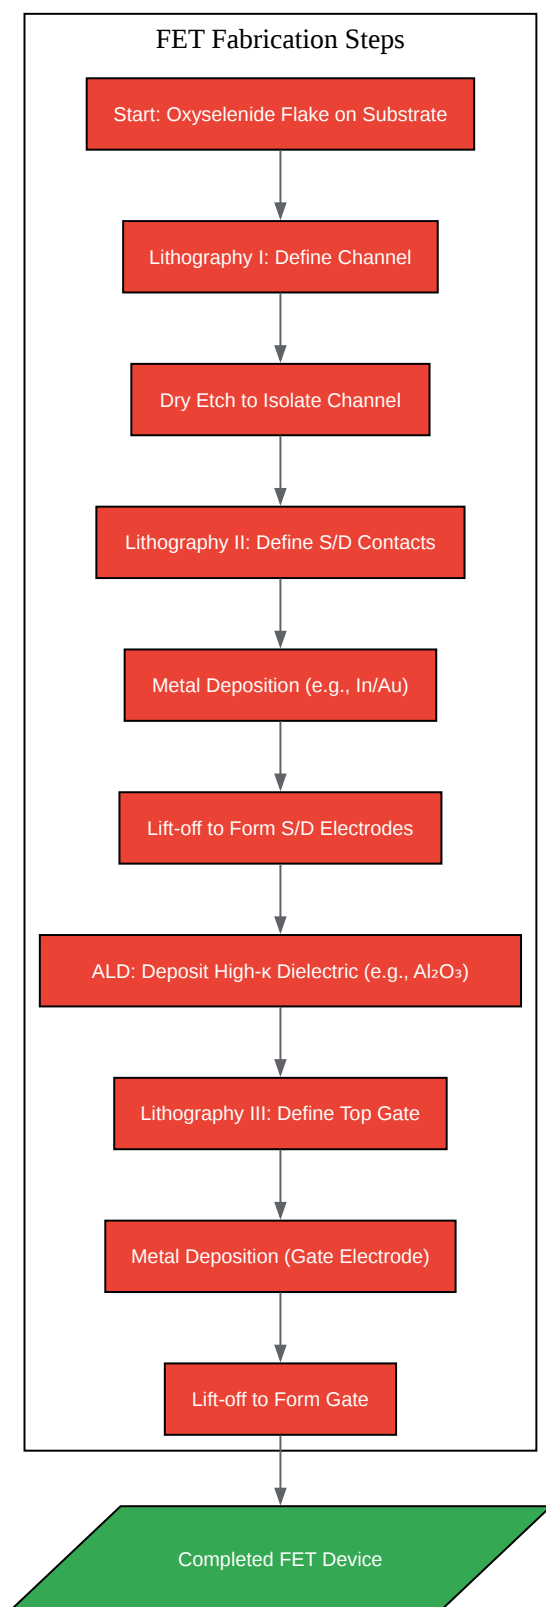 FET Fabrication Steps
Start: Oxyselenide Flake on Substrate
Lithography I: Define Channel
Dry Etch to Isolate Channel
Lithography II: Define S/D Contacts
Metal Deposition (e.g., In/Au)
Lift-off to Form S/D Electrodes
ALD: Deposit High-κ Dielectric (e.g., Al₂O₃)
Lithography III: Define Top Gate
Metal Deposition (Gate Electrode)
Lift-off to Form Gate
Completed FET Device